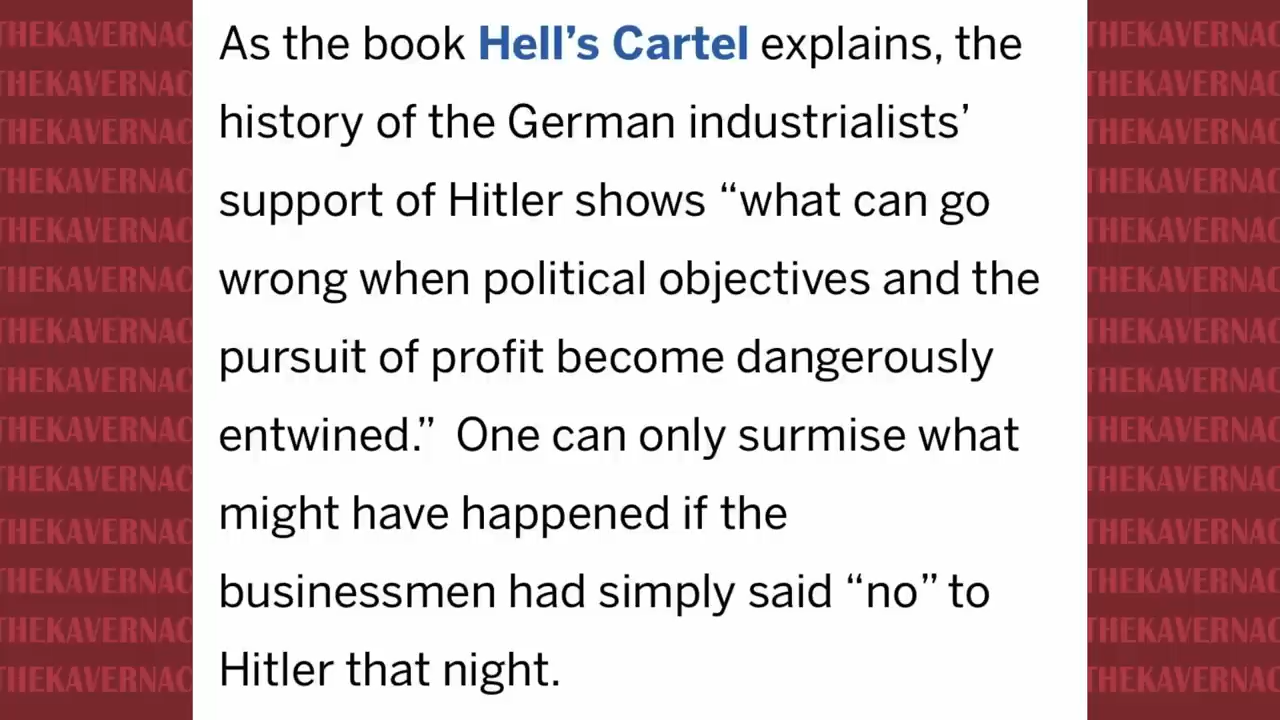 As the book Hell’s Cartel explains, the
history of the German industrialists’
support of Hitler shows “what can go
wrong when political objectives and the
pursuit of profit become dangerously
entwined.” One can only surmise what
might have happened if the
businessmen had simply said “no” to
Hitler that night.